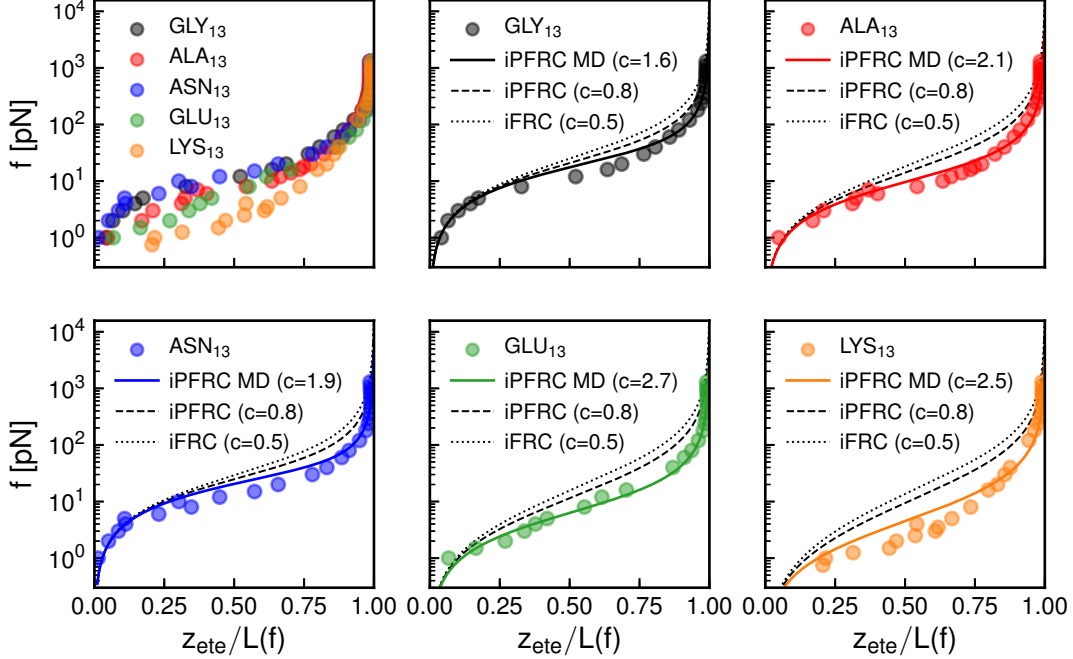 f [pN]
10⁴
10³
10²
10¹
10⁰
GLY₁₃
ALA₁₃
ASN₁₃
GLU₁₃
LYS₁₃
GLY₁₃
iPFRC MD (c=1.6)
iPFRC (c=0.8)
iFRC (c=0.5)
ALA₁₃
iPFRC MD (c=2.1)
iPFRC (c=0.8)
iFRC (c=0.5)
f [pN]
10⁴
10³
10²
10¹
10⁰
ASN₁₃
iPFRC MD (c=1.9)
iPFRC (c=0.8)
iFRC (c=0.5)
GLU₁₃
iPFRC MD (c=2.7)
iPFRC (c=0.8)
iFRC (c=0.5)
LYS₁₃
iPFRC MD (c=2.5)
iPFRC (c=0.8)
iFRC (c=0.5)
0.00 0.25 0.50 0.75 1.00
0.00 0.25 0.50 0.75 1.00
0.00 0.25 0.50 0.75 1.00
zₑₜₑ/L(f)
zₑₜₑ/L(f)
zₑₜₑ/L(f)